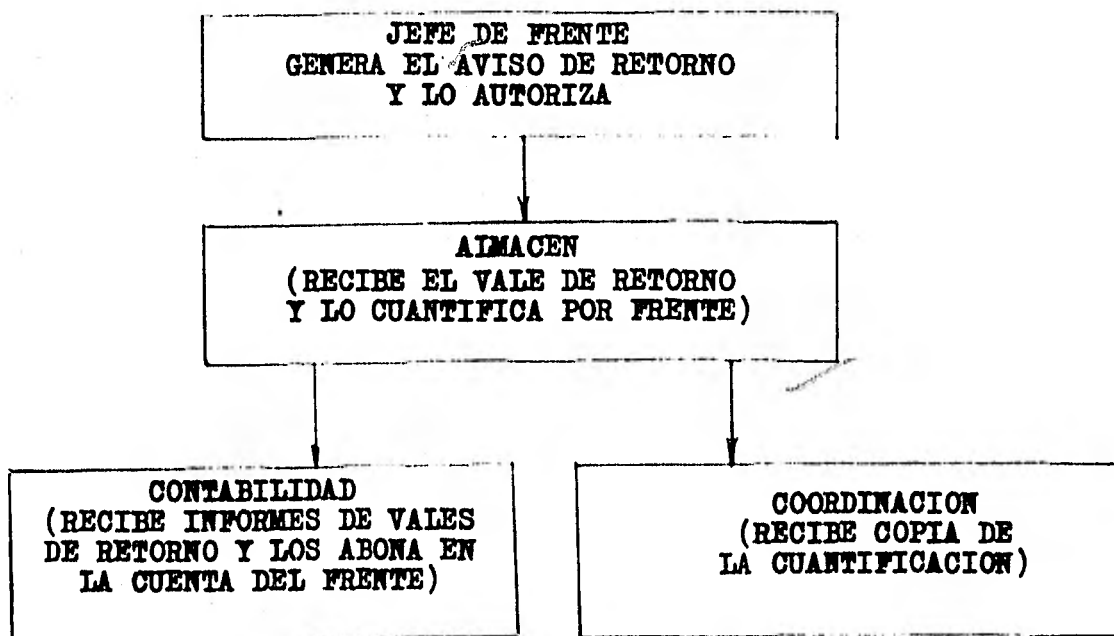 JEFE DE FRENTE
GENERA EL AVISO DE RETORNO
Y LO AUTORIZA
ALMACEN
(RECIBE EL VALE DE RETORNO
Y LO CUANTIFICA POR FRENTE)
CONTABILIDAD
(RECIBE INFORMES DE VALES
DE RETORNO Y LOS ABONA EN
LA CUENTA DEL FRENTE)
COORDINACION
(RECIBE COPIA DE
LA CUANTIFICACION)